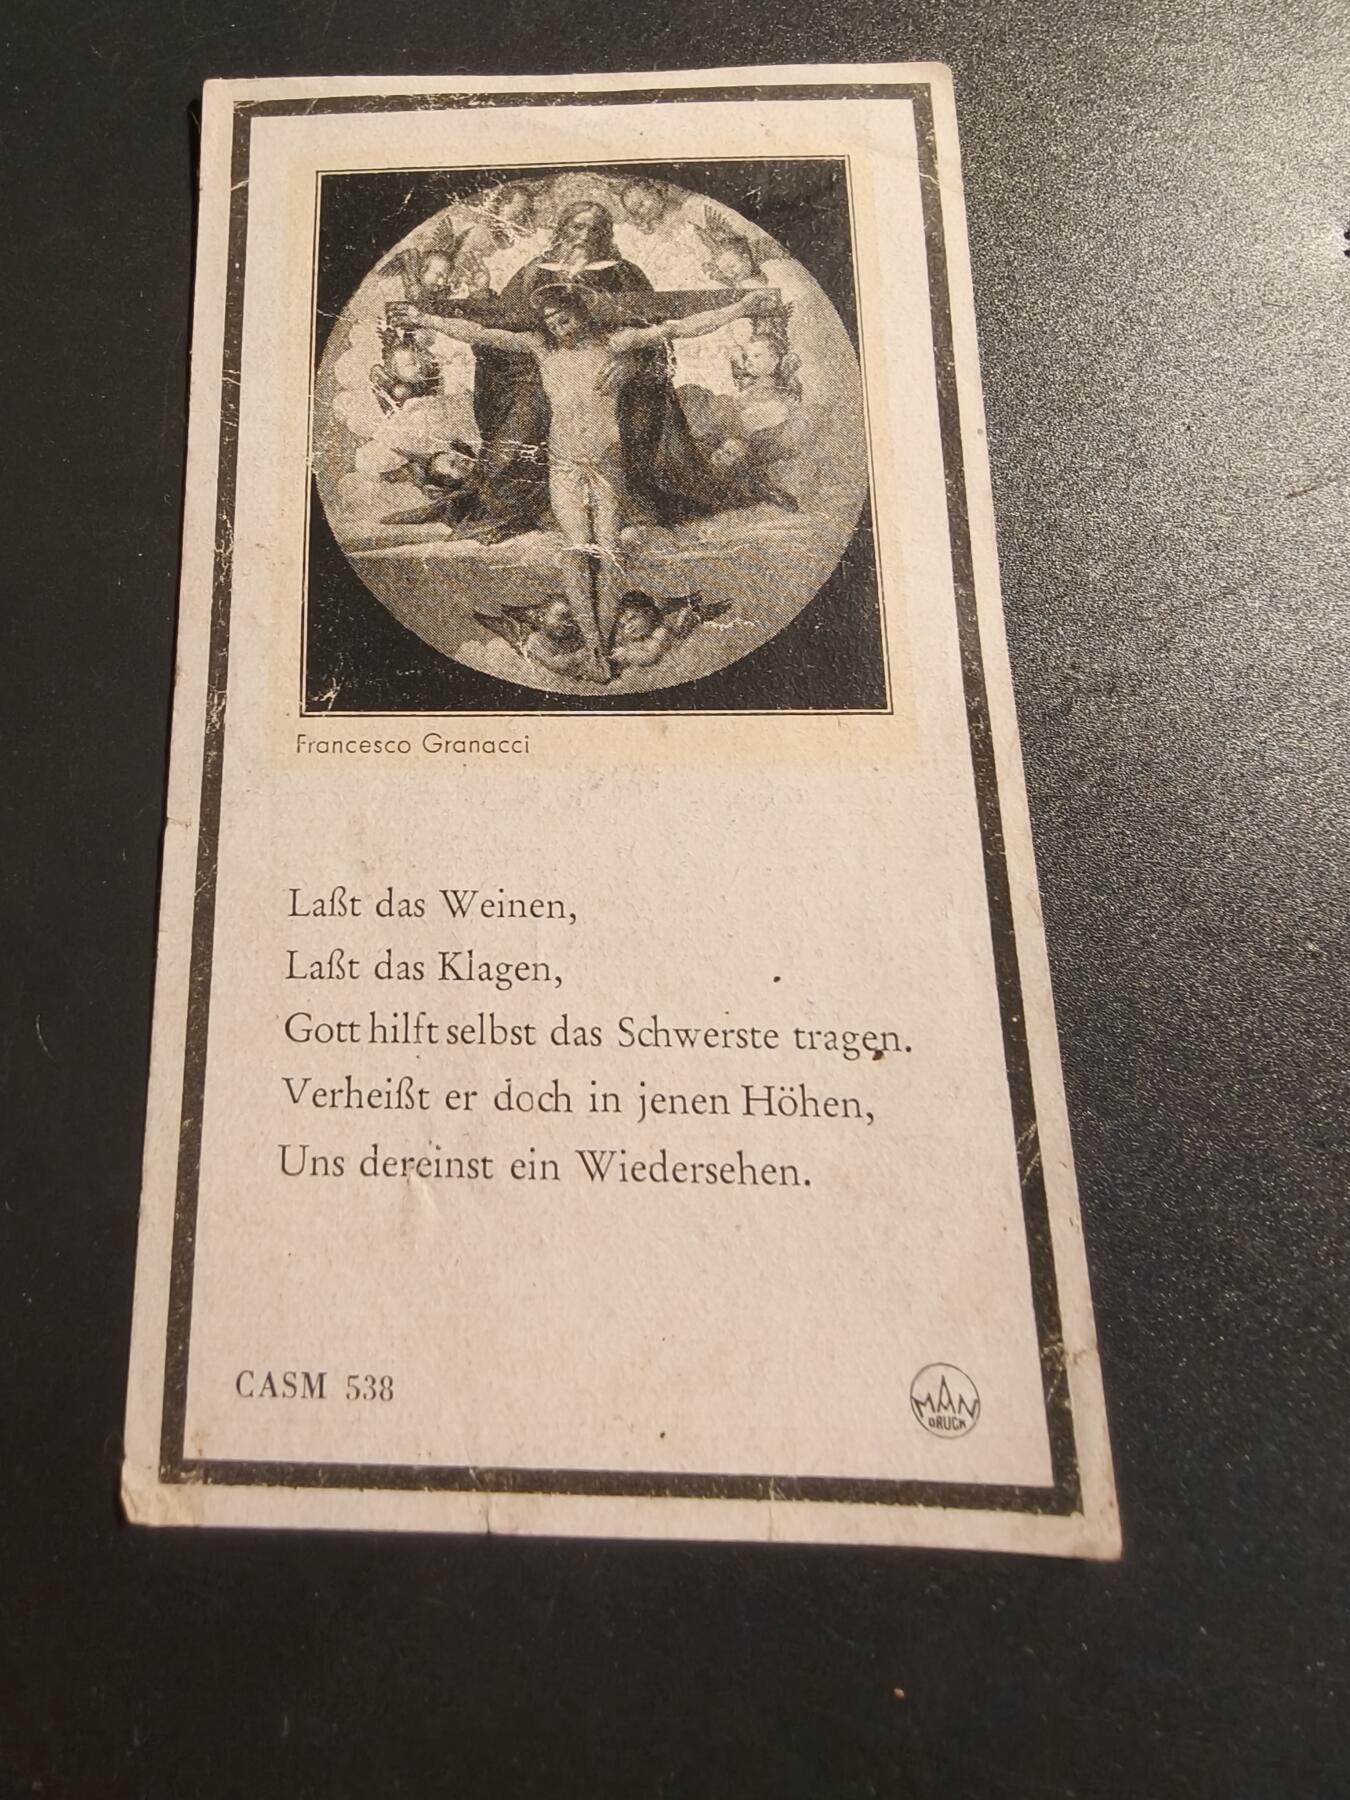 Francesco Granacci
Laßt das Weinen,
Laßt das Klagen,
Gott hilft selbst das Schwerste tragen.
Verheißt er doch in jenen Höhen,
Uns dereinst ein Wiedersehen.
CASM 538
MAN
DRUCK